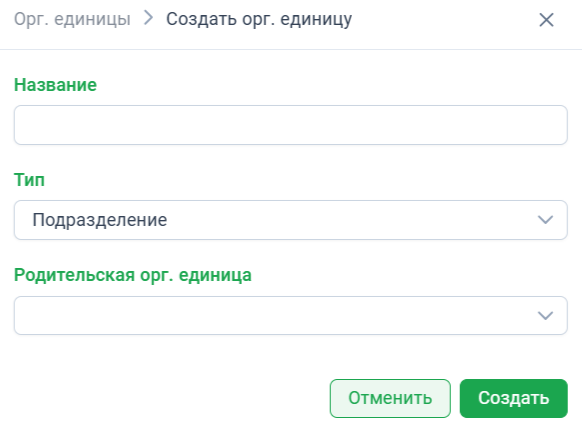 Орг. единицы > Создать орг. единицу
Название
Тип
Подразделение
Родительская орг. единица
Отменить Создать